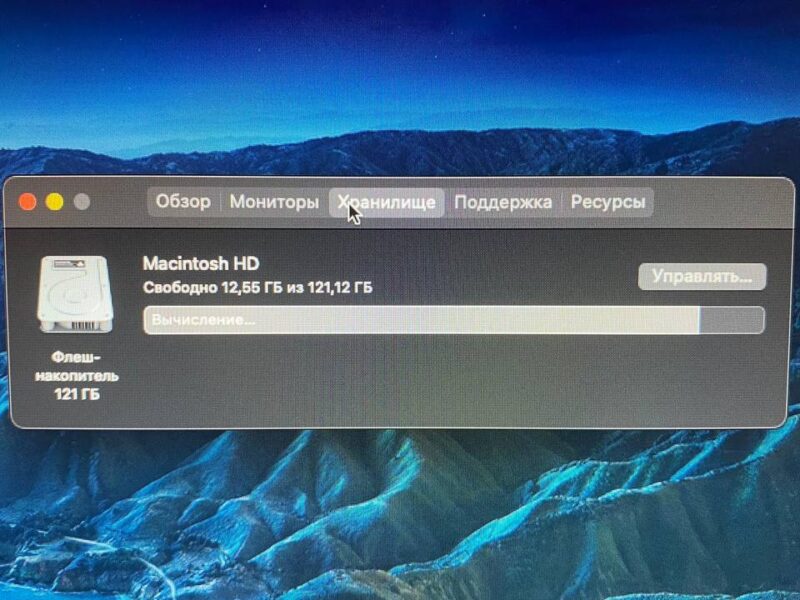 Обзор Мониторы Хранилище Поддержка Ресурсы
Macintosh HD
Свободно 12,55 ГБ из 121,12 ГБ
Управлять...
Вычисление...
Флеш-
накопитель
121 ГБ